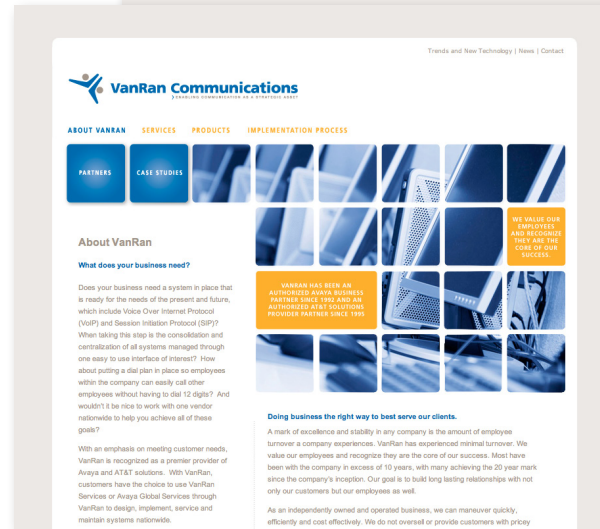 Trends and New Technology | News | Contact
VanRan Communications
ENABLING COMMUNICATION AS A STRATEGIC ASSET
ABOUT VANRAN SERVICES PRODUCTS IMPLEMENTATION PROCESS
PARTNERS CASE STUDIES
WE VALUE OUR
EMPLOYEES
AND RECOGNIZE
THEY ARE THE
CORE OF OUR
SUCCESS.
VANRAN HAS BEEN AN
AUTHORIZED AVAYA BUSINESS
PARTNER SINCE 1992 AND AN
AUTHORIZED AT&T SOLUTIONS
PROVIDER PARTNER SINCE 1995
About VanRan
What does your business need?
Does your business need a system in place that
is ready for the needs of the present and future,
which include Voice Over Internet Protocol
(VoIP) and Session Initiation Protocol (SIP)?
When taking this step is the consolidation and
centralization of all systems managed through
one easy to use interface of interest? How
about putting a dial plan in place so employees
within the company can easily call other
employees without having to dial 12 digits? And
wouldn't it be nice to work with one vendor
nationwide to help you achieve all of these
goals?
With an emphasis on meeting customer needs,
VanRan is recognized as a premier provider of
Avaya and AT&T solutions. With VanRan,
customers have the choice to use VanRan
Services or Avaya Global Services through
VanRan to design, implement, service and
maintain systems nationwide.
Doing business the right way to best serve our clients.
A mark of excellence and stability in any company is the amount of employee
turnover a company experiences. VanRan has experienced minimal turnover. We
value our employees and recognize they are the core of our success. Most have
been with the company in excess of 10 years, with many achieving the 20 year mark
since the company's inception. Our goal is to build long lasting relationships with not
only our customers but our employees as well.
As an independently owned and operated business, we can maneuver quickly,
efficiently and cost effectively. We do not oversell or provide customers with pricey